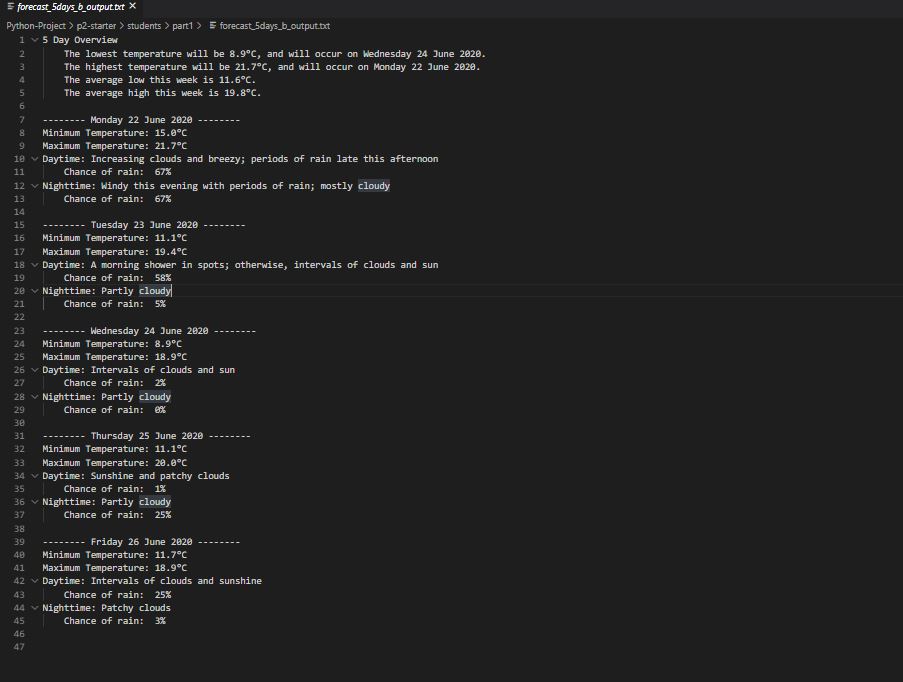 forecast_5days_b_output.txt
Python-Project > p2-starter > students > part1 > forecast_5days_b_output.txt
1 5 Day Overview
2 The lowest temperature will be 8.9°C, and will occur on Wednesday 24 June 2020.
3 The highest temperature will be 21.7°C, and will occur on Monday 22 June 2020.
4 The average low this week is 11.6°C.
5 The average high this week is 19.8°C.
6
7 -------- Monday 22 June 2020 --------
8 Minimum Temperature: 15.0°C
9 Maximum Temperature: 21.7°C
10 Daytime: Increasing clouds and breezy; periods of rain late this afternoon
11 Chance of rain:  67%
12 Nighttime: Windy this evening with periods of rain; mostly cloudy
13 Chance of rain:  67%
14
15 -------- Tuesday 23 June 2020 --------
16 Minimum Temperature: 11.1°C
17 Maximum Temperature: 19.4°C
18 Daytime: A morning shower in spots; otherwise, intervals of clouds and sun
19 Chance of rain:  58%
20 Nighttime: Partly cloudy
21 Chance of rain:  5%
22
23 -------- Wednesday 24 June 2020 --------
24 Minimum Temperature: 8.9°C
25 Maximum Temperature: 18.9°C
26 Daytime: Intervals of clouds and sun
27 Chance of rain:  2%
28 Nighttime: Partly cloudy
29 Chance of rain:  0%
30
31 -------- Thursday 25 June 2020 --------
32 Minimum Temperature: 11.1°C
33 Maximum Temperature: 20.0°C
34 Daytime: Sunshine and patchy clouds
35 Chance of rain:  1%
36 Nighttime: Partly cloudy
37 Chance of rain:  25%
38
39 -------- Friday 26 June 2020 --------
40 Minimum Temperature: 11.7°C
41 Maximum Temperature: 18.9°C
42 Daytime: Intervals of clouds and sunshine
43 Chance of rain:  25%
44 Nighttime: Patchy clouds
45 Chance of rain:  3%
46
47